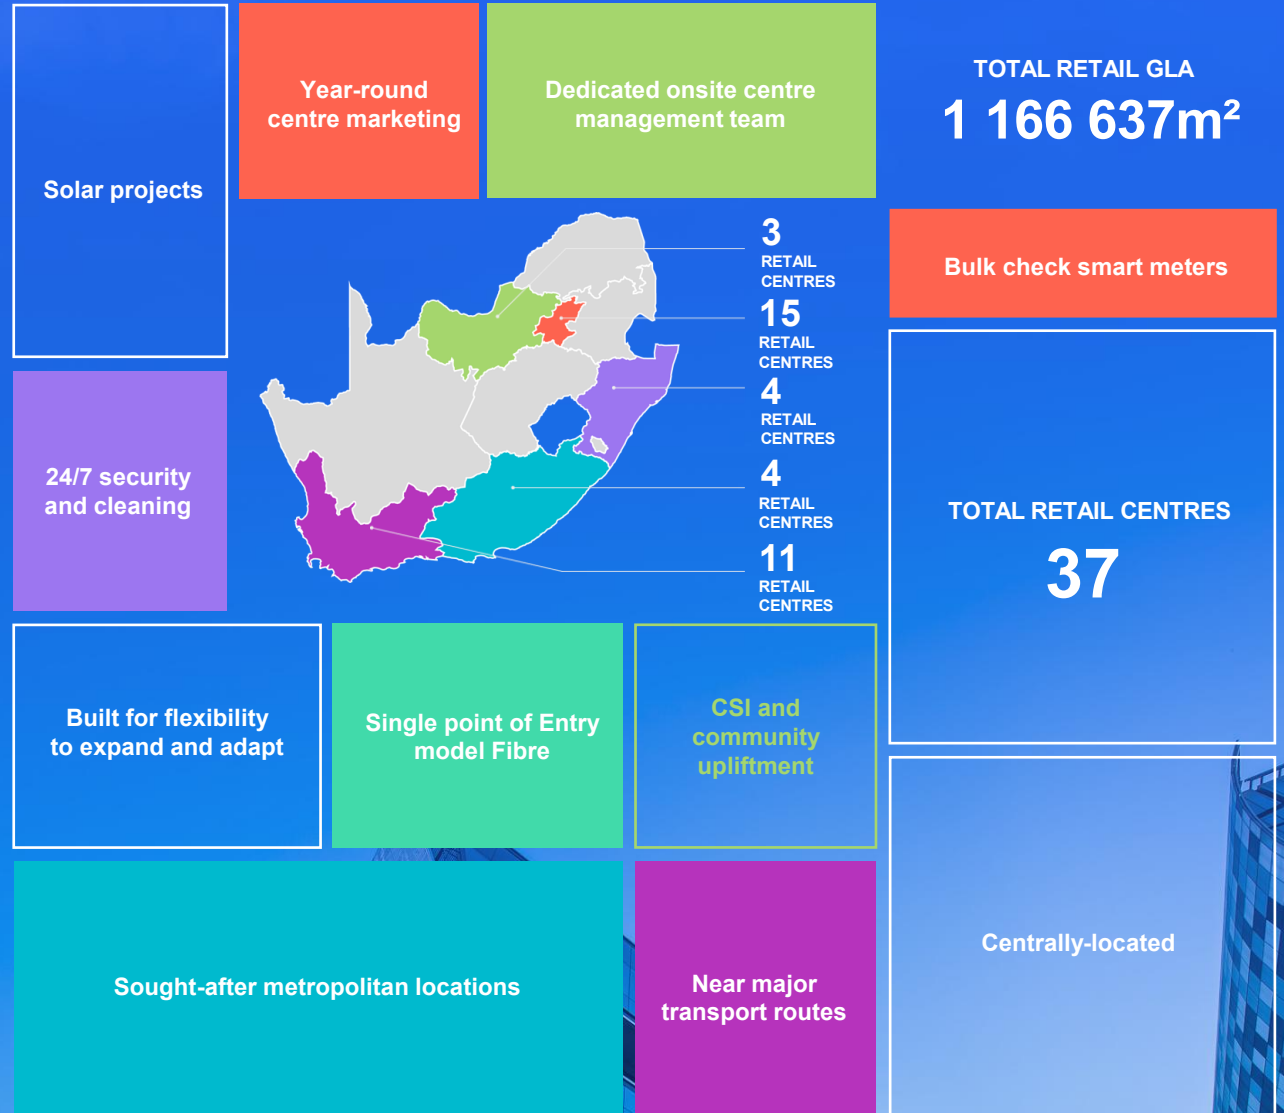 Solar projects
Year-round
centre marketing
Dedicated onsite centre
management team
TOTAL RETAIL GLA
1 166 637m²
Bulk check smart meters
3
RETAIL
CENTRES
15
RETAIL
CENTRES
4
RETAIL
CENTRES
4
RETAIL
CENTRES
11
RETAIL
CENTRES
24/7 security
and cleaning
TOTAL RETAIL CENTRES
37
Built for flexibility
to expand and adapt
Single point of Entry
model Fibre
CSI and
community
upliftment
Sought-after metropolitan locations
Near major
transport routes
Centrally-located